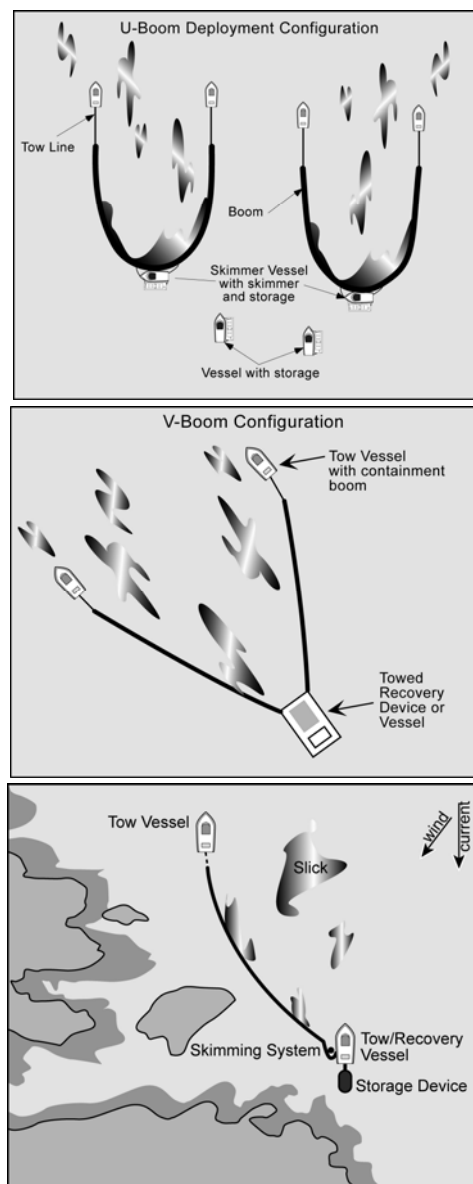 U-Boom Deployment Configuration
Tow Line
Boom
Skimmer Vessel
with skimmer
and storage
Vessel with storage
V-Boom Configuration
Tow Vessel
with containment
boom
Towed
Recovery
Device or
Vessel
Tow Vessel
wind
current
Slick
Skimming System
Tow/Recovery
Vessel
Storage Device